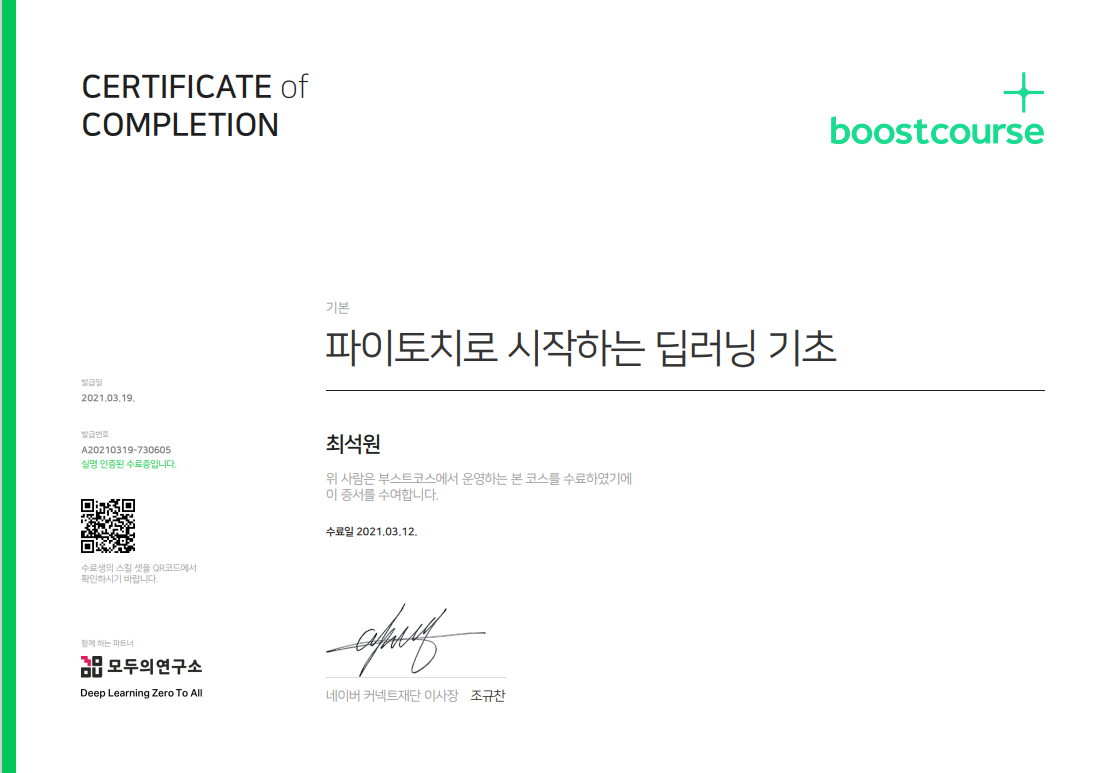 CERTIFICATE of
COMPLETION
boostcourse
기본
파이토치로 시작하는 딥러닝 기초
발급일
2021.03.19.
발급번호
A20210319-730605
실명 인증된 수료증입니다.
수료생의 스킬 셋을 QR코드에서
확인하시기 바랍니다.
함께 하는 파트너
모두의연구소
Deep Learning Zero To All
최석원
위 사람은 부스트코스에서 운영하는 본 코스를 수료하였기에
이 증서를 수여합니다.
수료일 2021.03.12.
네이버 커넥트재단 이사장 조규찬